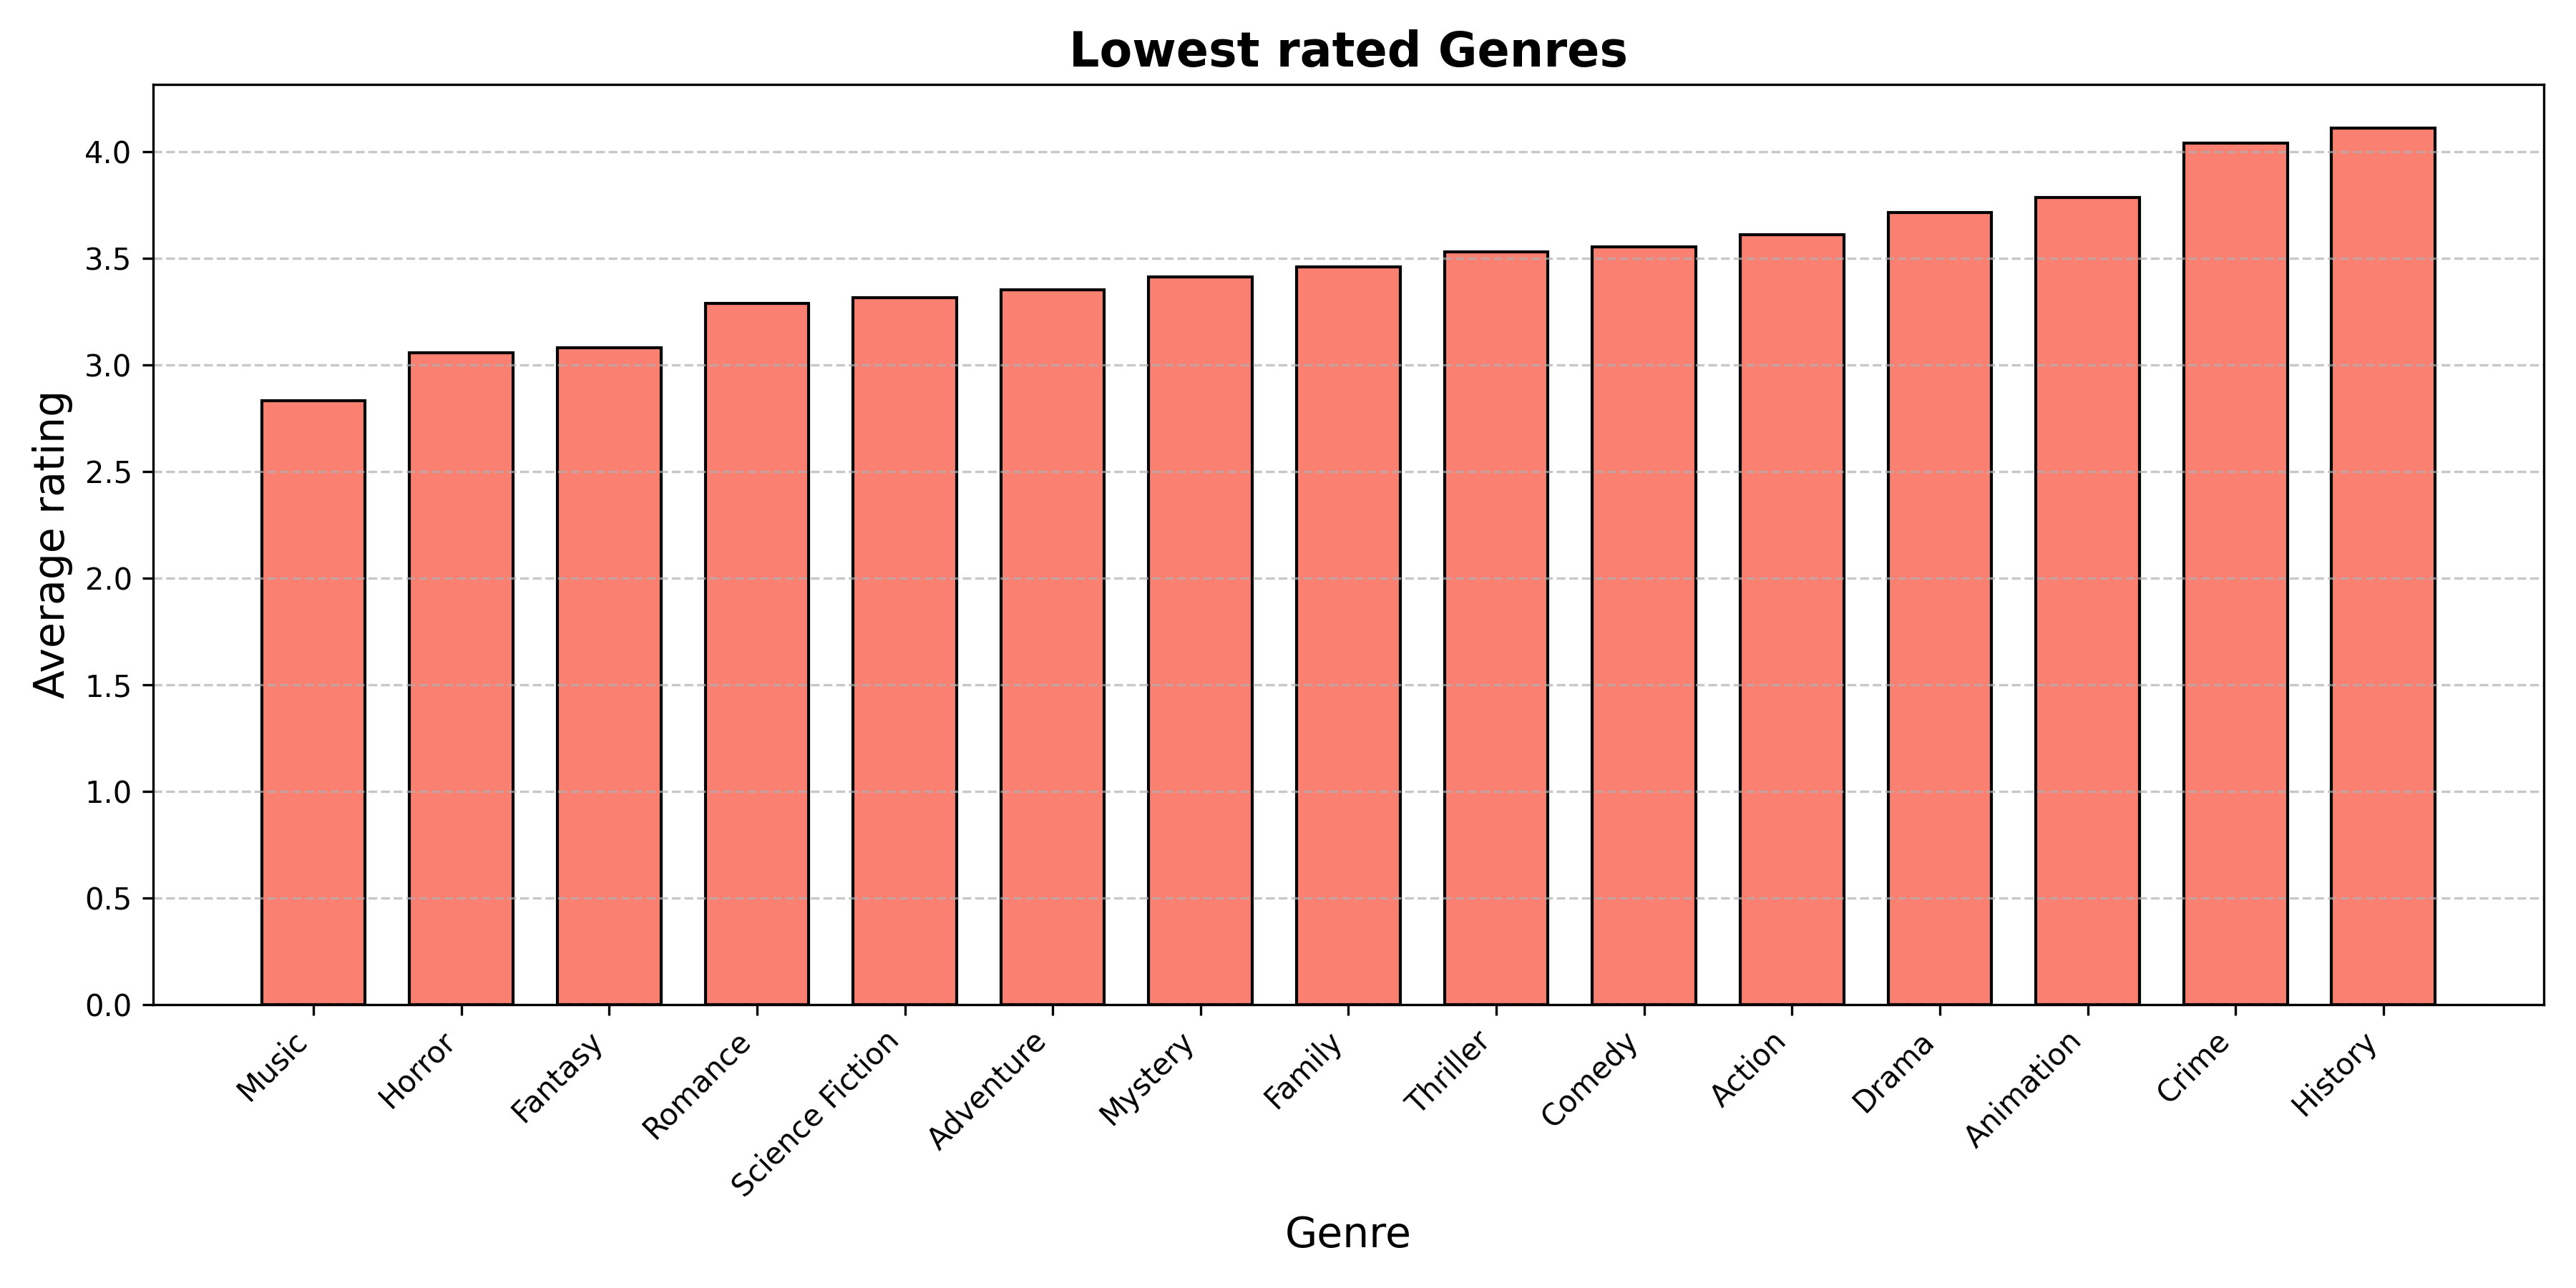 Lowest rated Genres
Average rating
4.0
3.5
3.0
2.5
2.0
1.5
1.0
0.5
0.0
Music
Horror
Fantasy
Romance
Science Fiction
Adventure
Mystery
Family
Thriller
Comedy
Action
Drama
Animation
Crime
History
Genre